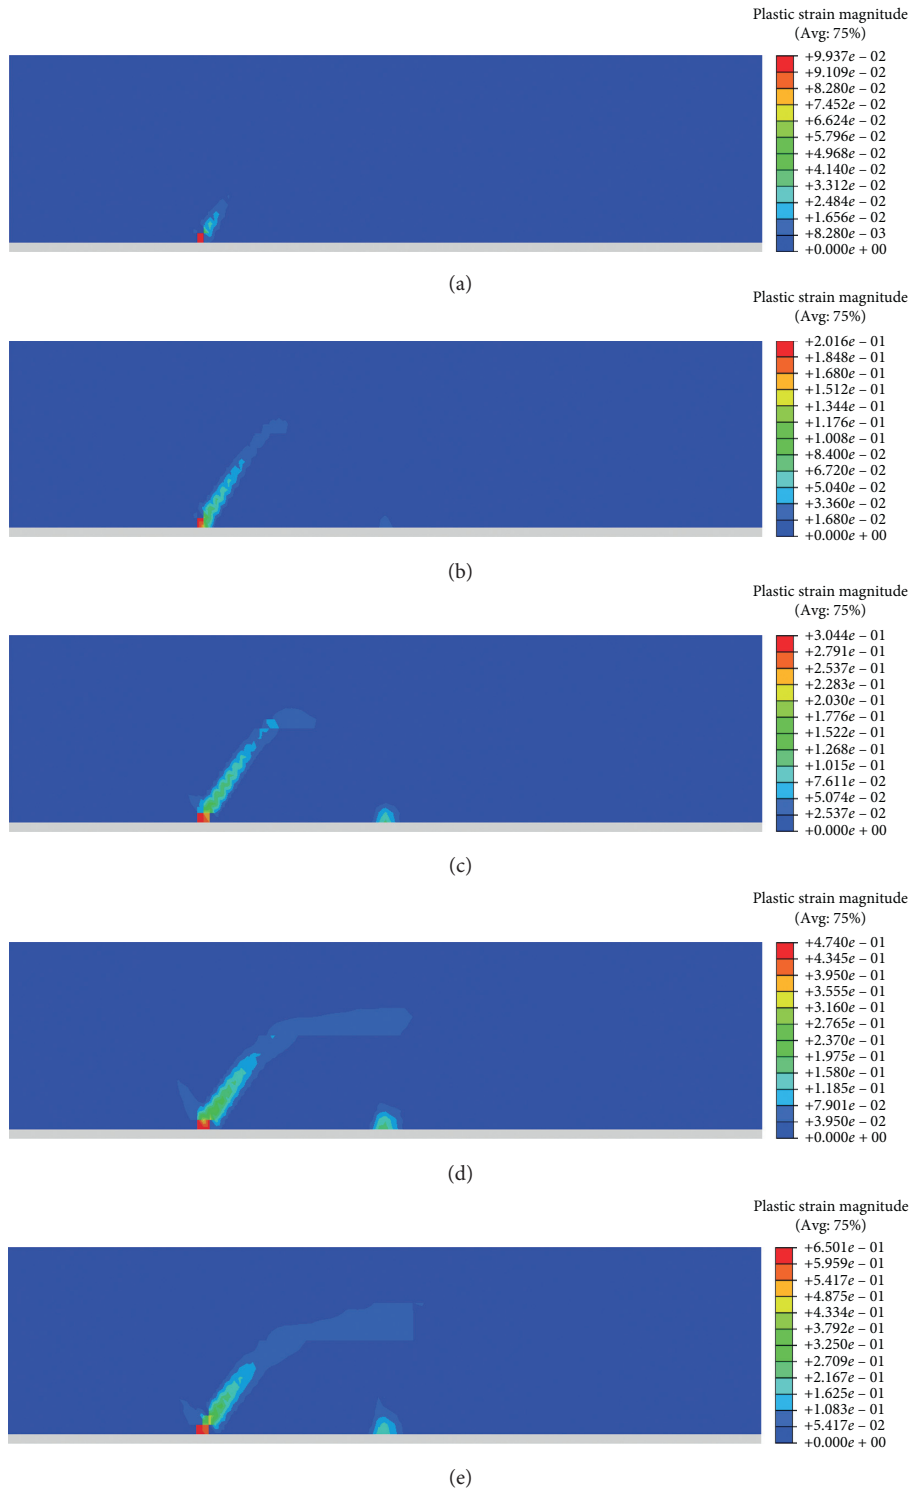 Plastic strain magnitude
(Avg: 75%)
+9.937e – 02
+9.109e – 02
+8.280e – 02
+7.452e – 02
+6.624e – 02
+5.796e – 02
+4.968e – 02
+4.140e – 02
+3.312e – 02
+2.484e – 02
+1.656e – 02
+8.280e – 03
+0.000e + 00
(a)
Plastic strain magnitude
(Avg: 75%)
+2.016e – 01
+1.848e – 01
+1.680e – 01
+1.512e – 01
+1.344e – 01
+1.176e – 01
+1.008e – 01
+8.400e – 02
+6.720e – 02
+5.040e – 02
+3.360e – 02
+1.680e – 02
+0.000e + 00
(b)
Plastic strain magnitude
(Avg: 75%)
+3.044e – 01
+2.791e – 01
+2.537e – 01
+2.283e – 01
+2.030e – 01
+1.776e – 01
+1.522e – 01
+1.268e – 01
+1.015e – 01
+7.611e – 02
+5.074e – 02
+2.537e – 02
+0.000e + 00
(c)
Plastic strain magnitude
(Avg: 75%)
+4.740e – 01
+4.345e – 01
+3.950e – 01
+3.555e – 01
+3.160e – 01
+2.765e – 01
+2.370e – 01
+1.975e – 01
+1.580e – 01
+1.185e – 01
+7.901e – 02
+3.950e – 02
+0.000e + 00
(d)
Plastic strain magnitude
(Avg: 75%)
+6.501e – 01
+5.959e – 01
+5.417e – 01
+4.875e – 01
+4.334e – 01
+3.792e – 01
+3.250e – 01
+2.709e – 01
+2.167e – 01
+1.625e – 01
+1.083e – 01
+5.417e – 02
+0.000e + 00
(e)